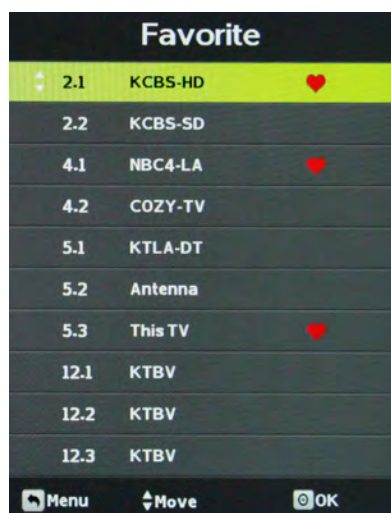 Favorite
2.1 KCBS-HD
2.2 KCBS-SD
4.1 NBC4-LA
4.2 COZY-TV
5.1 KTLA-DT
5.2 Antenna
5.3 This TV
12.1 KTBV
12.2 KTBV
12.3 KTBV
Menu Move OK